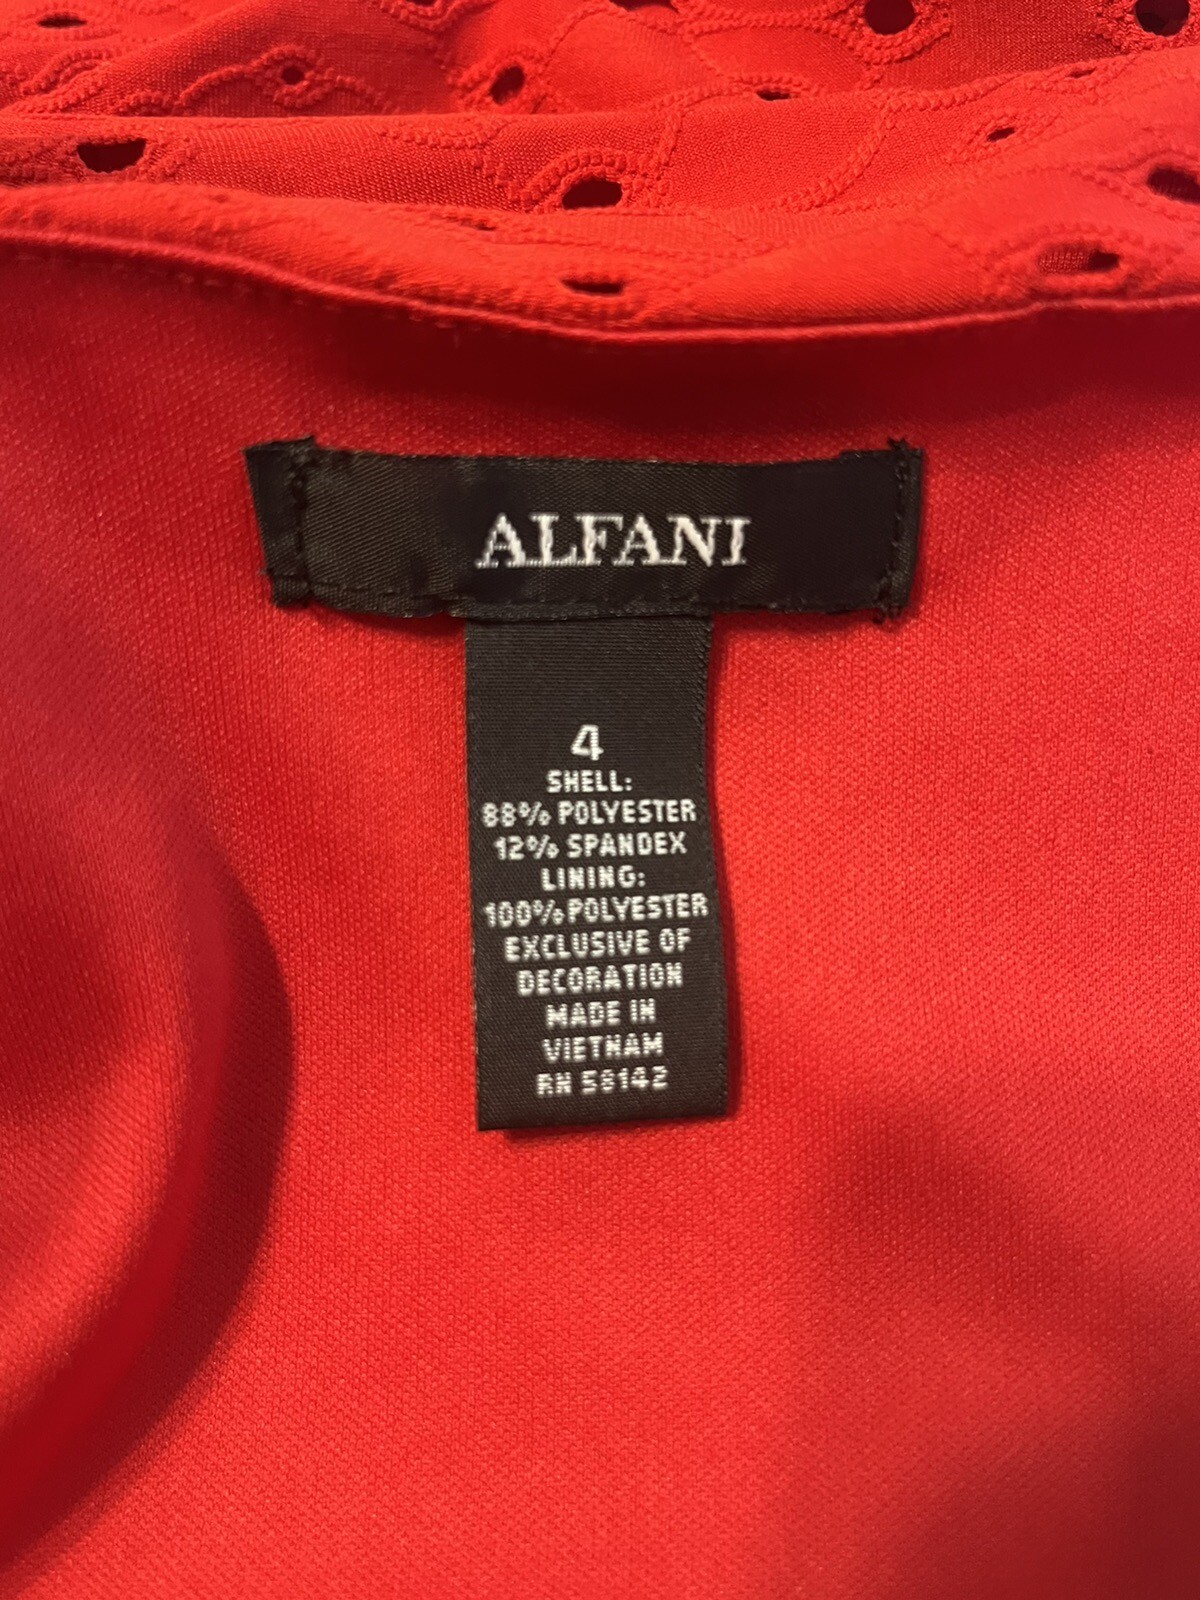 ALFANI
4
SHELL:
88% POLYESTER
12% SPANDEX
LINING:
100% POLYESTER
EXCLUSIVE OF
DECORATION
MADE IN
VIETNAM
RN 58142